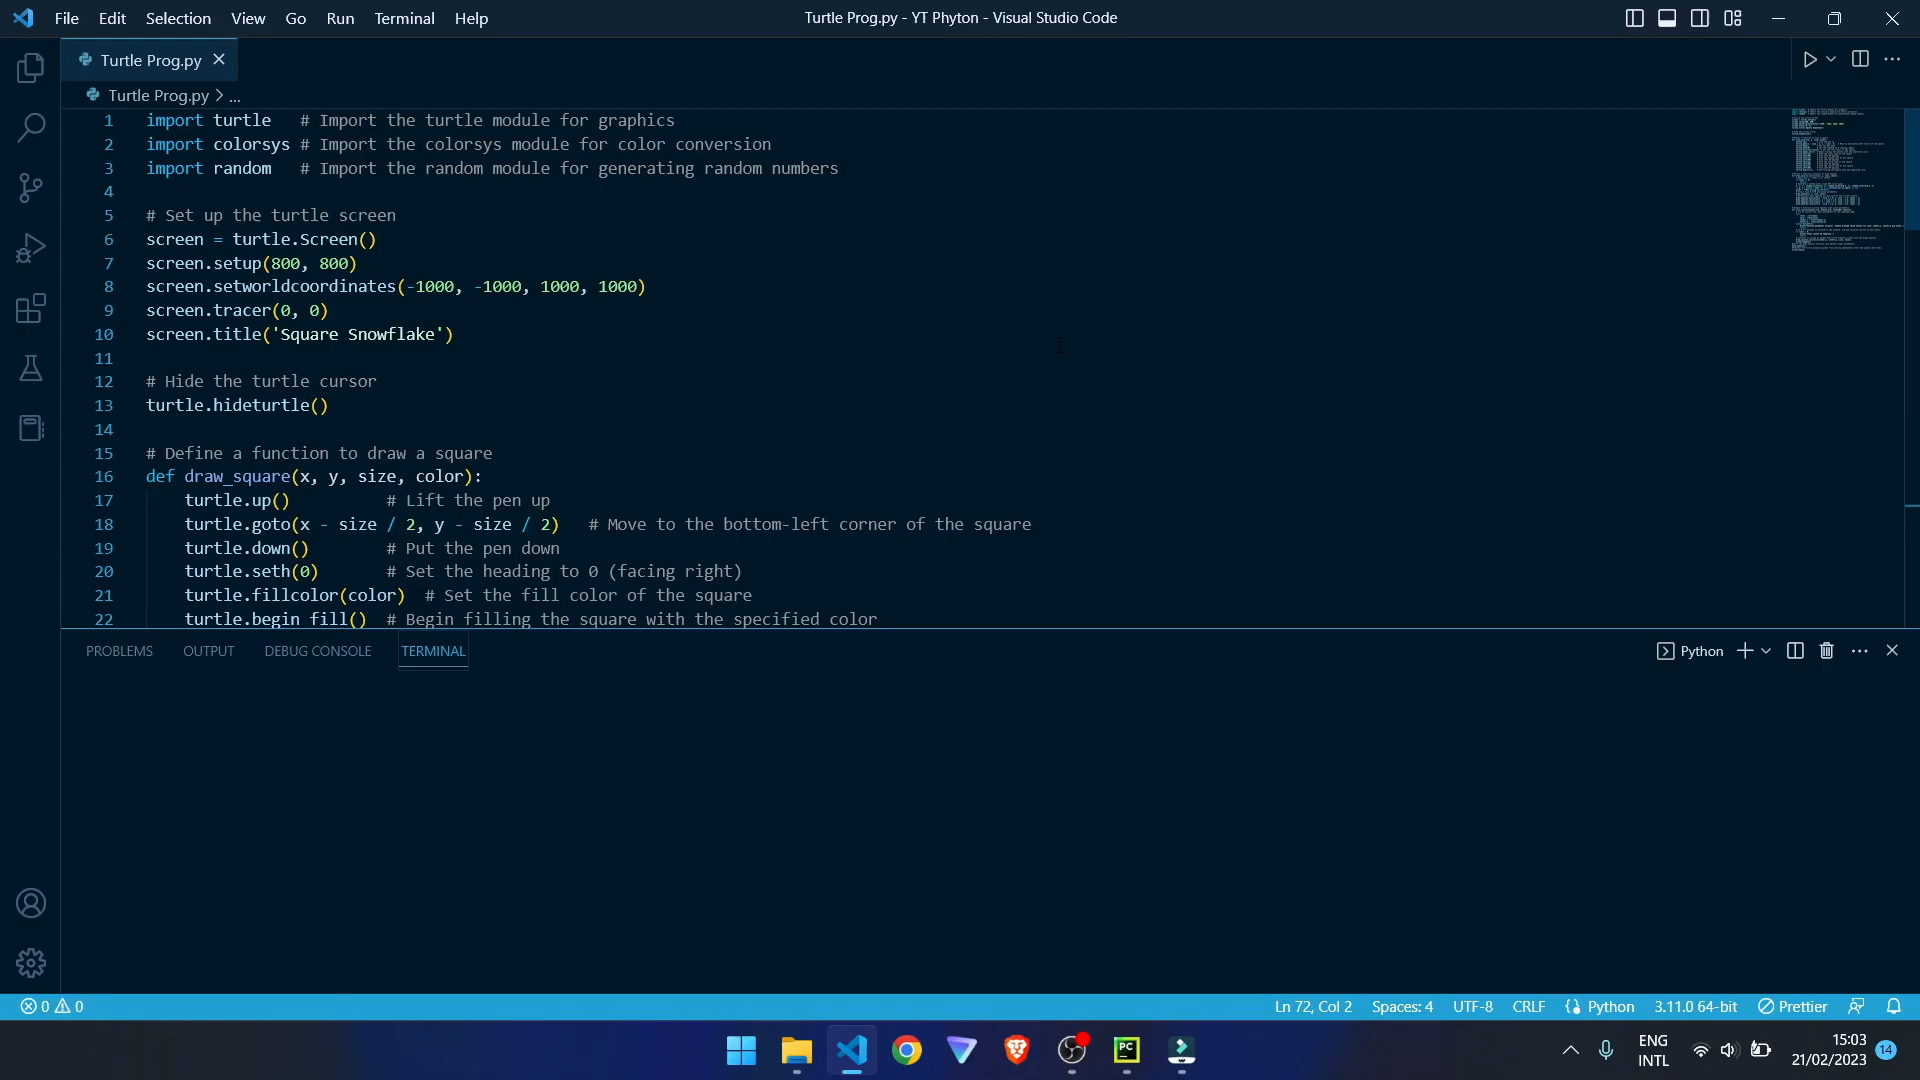 File Edit Selection View Go Run Terminal Help
Turtle Prog.py - YT Phyton - Visual Studio Code
Turtle Prog.py
Turtle Prog.py > ...
1 import turtle   # Import the turtle module for graphics
2 import colorsys # Import the colorsys module for color conversion
3 import random   # Import the random module for generating random numbers
4
5 # Set up the turtle screen
6 screen = turtle.Screen()
7 screen.setup(800, 800)
8 screen.setworldcoordinates(-1000, -1000, 1000, 1000)
9 screen.tracer(0, 0)
10 screen.title('Square Snowflake')
11
12 # Hide the turtle cursor
13 turtle.hideturtle()
14
15 # Define a function to draw a square
16 def draw_square(x, y, size, color):
17     turtle.up()          # Lift the pen up
18     turtle.goto(x - size / 2, y - size / 2)   # Move to the bottom-left corner of the square
19     turtle.down()        # Put the pen down
20     turtle.seth(0)       # Set the heading to 0 (facing right)
21     turtle.fillcolor(color)  # Set the fill color of the square
22     turtle.begin_fill()  # Begin filling the square with the specified color
PROBLEMS OUTPUT DEBUG CONSOLE TERMINAL
Python
0 0
Ln 72, Col 2 Spaces: 4 UTF-8 CRLF Python 3.11.0 64-bit Prettier
PC
ENG
INTL
15:03
21/02/2023
14